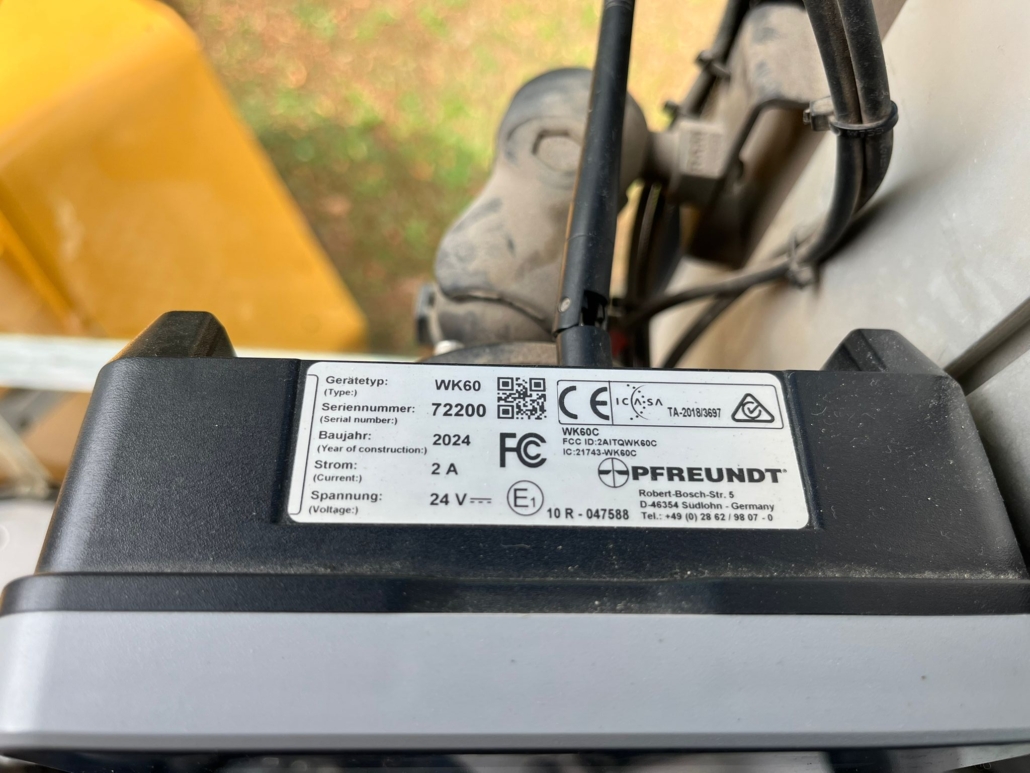 Gerätetyp: WK60
(Type:)
Seriennummer: 72200
(Serial number:)
Baujahr: 2024
(Year of construction:)
Strom: 2 A
(Current:)
Spannung: 24 V
(Voltage:)
CE
ICASA
TA-2018/3697
WK60C
FCC ID:2AITQWK60C
IC:21743-WK60C
FC
PFREUNDT
E1
10 R - 047588
Robert-Bosch-Str. 5
D-46354 Südlohn - Germany
Tel.: +49 (0) 28 62 / 98 07 - 0